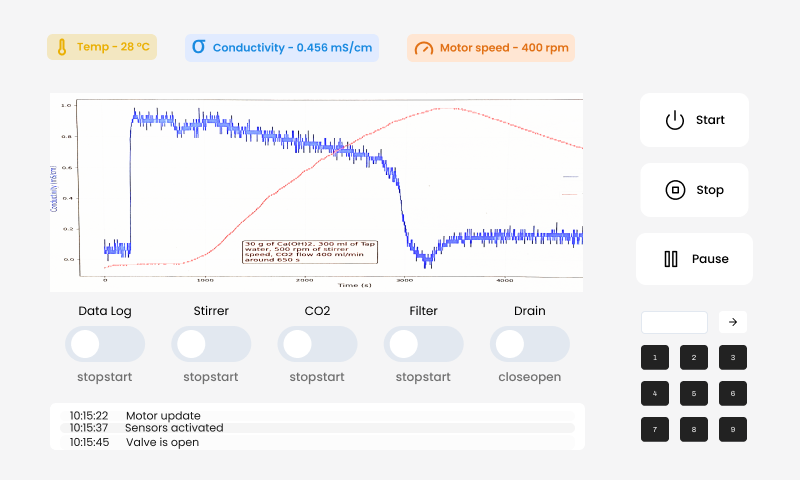 Temp - 28 °C
Conductivity - 0.456 mS/cm
Motor speed - 400 rpm
1.0
0.8
0.6
0.4
0.2
0.0
Conductivity (mS/cm)
30 g of Ca(OH)2, 300 ml of Tap
water, 500 rpm of stirrer
speed, CO2 flow 400 ml/min
around 650 s
0
1000
2000
3000
4000
Time (s)
Start
Stop
Pause
Data Log
Stirrer
CO2
Filter
Drain
stopstart
stopstart
stopstart
stopstart
closeopen
10:15:22 Motor update
10:15:37 Sensors activated
10:15:45 Valve is open
1 2 3
4 5 6
7 8 9